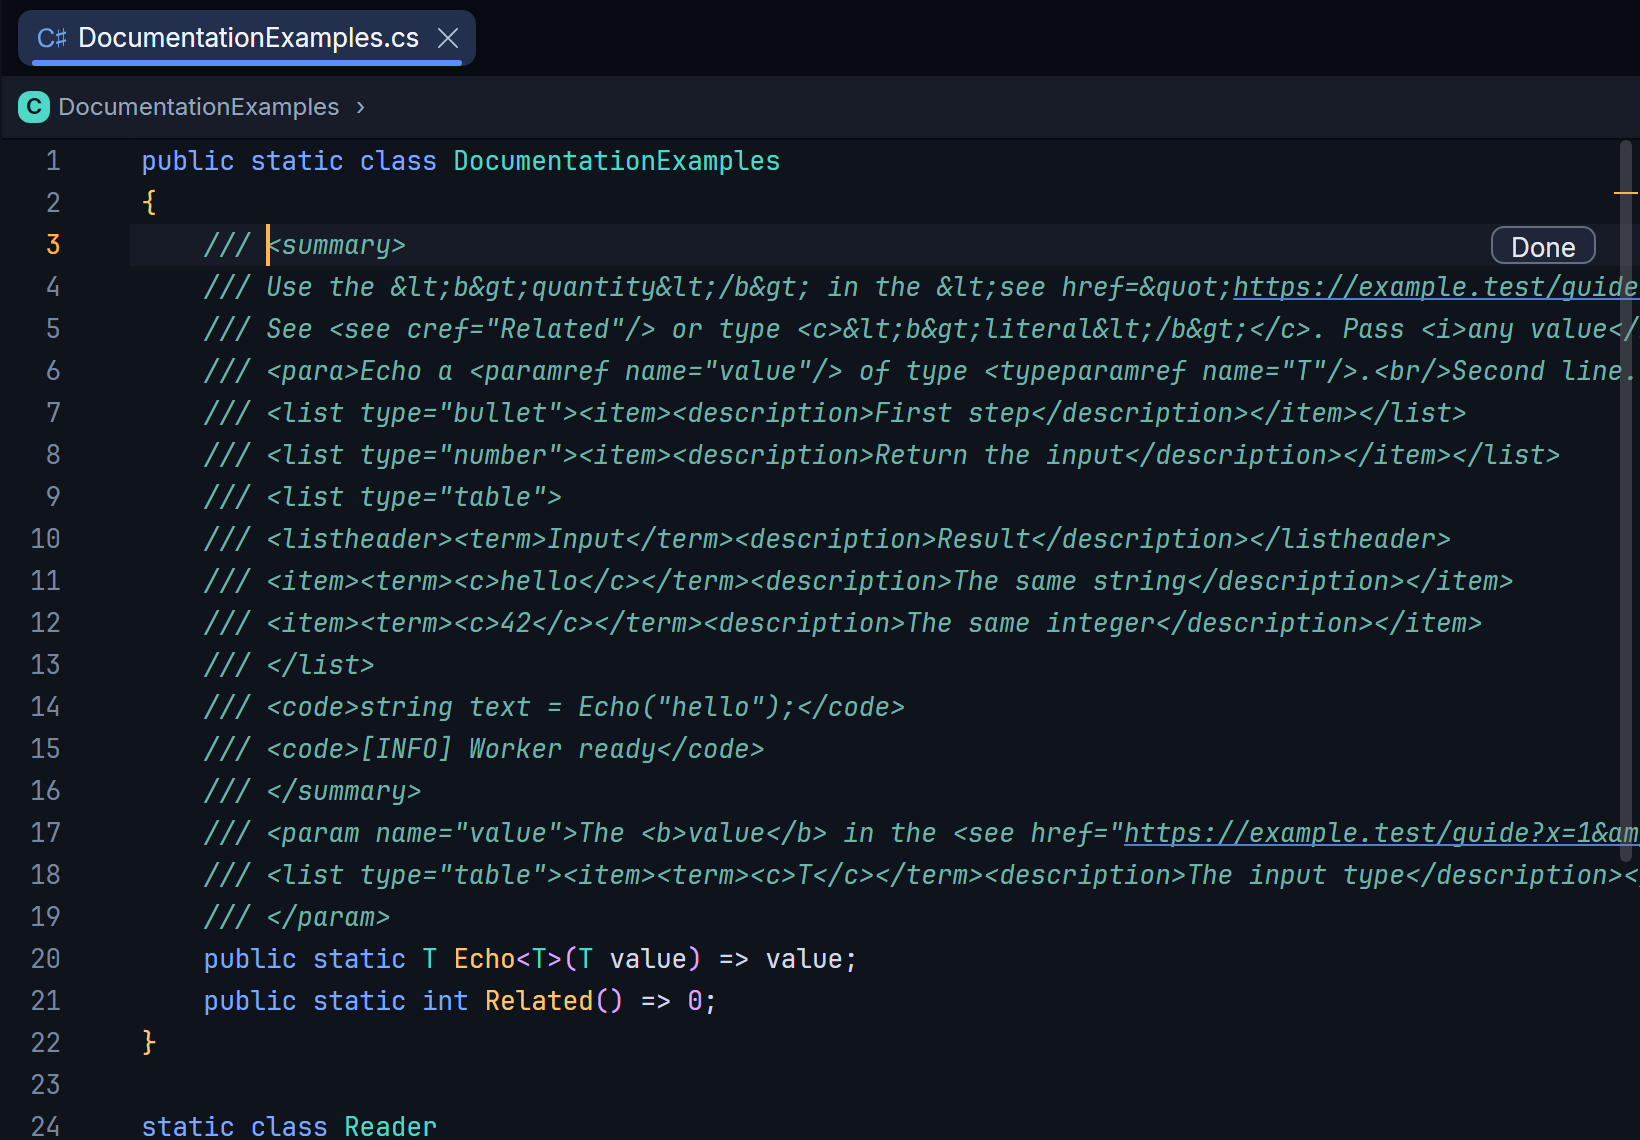 C# DocumentationExamples.cs
C DocumentationExamples ›
1 public static class DocumentationExamples
2 {
3 /// <summary> Done
4 /// Use the &lt;b&gt;quantity&lt;/b&gt; in the &lt;see href=&quot;https://example.test/guide
5 /// See <see cref="Related"/> or type <c>&lt;b&gt;literal&lt;/b&gt;</c>. Pass <i>any value</
6 /// <para>Echo a <paramref name="value"/> of type <typeparamref name="T"/>.<br/>Second line.
7 /// <list type="bullet"><item><description>First step</description></item></list>
8 /// <list type="number"><item><description>Return the input</description></item></list>
9 /// <list type="table">
10 /// <listheader><term>Input</term><description>Result</description></listheader>
11 /// <item><term><c>hello</c></term><description>The same string</description></item>
12 /// <item><term><c>42</c></term><description>The same integer</description></item>
13 /// </list>
14 /// <code>string text = Echo("hello");</code>
15 /// <code>[INFO] Worker ready</code>
16 /// </summary>
17 /// <param name="value">The <b>value</b> in the <see href="https://example.test/guide?x=1&am
18 /// <list type="table"><item><term><c>T</c></term><description>The input type</description><
19 /// </param>
20 public static T Echo<T>(T value) => value;
21 public static int Related() => 0;
22 }
23
24 static class Reader